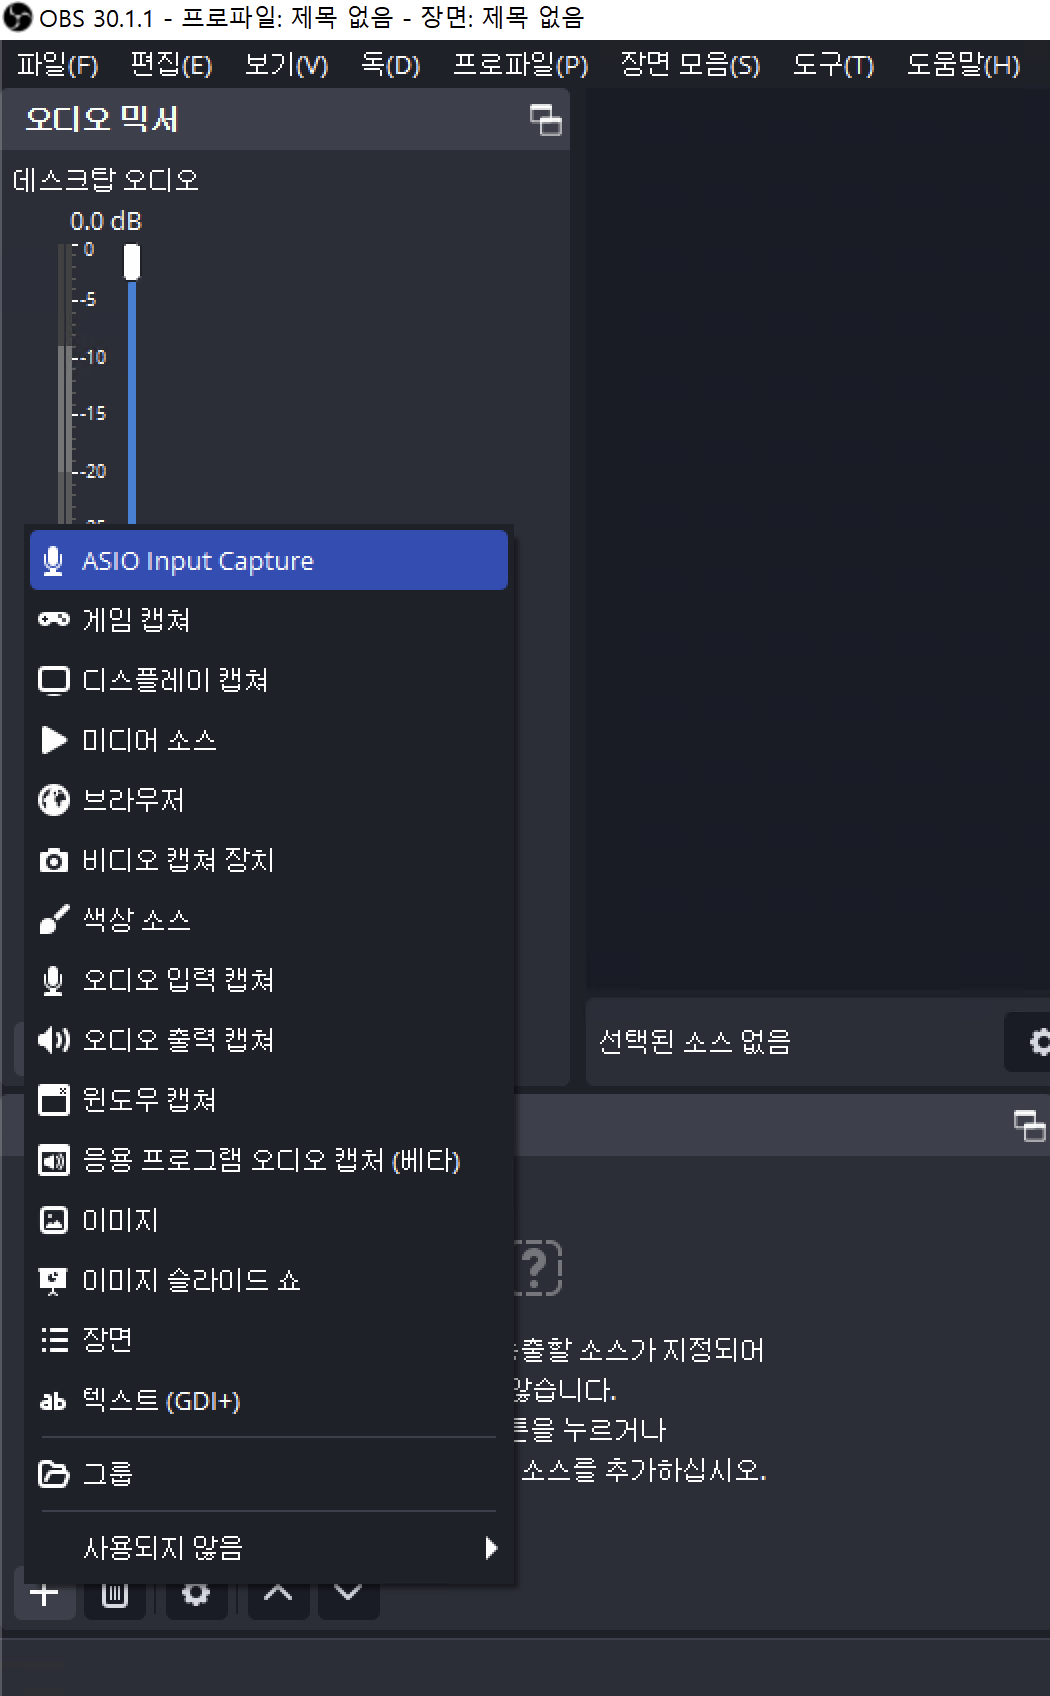 OBS 30.1.1 - 프로파일: 제목 없음 - 장면: 제목 없음
파일(F) 편집(E) 보기(V) 독(D) 프로파일(P) 장면 모음(S) 도구(T) 도움말(H)
오디오 믹서
데스크탑 오디오
0.0 dB
0
-5
-10
-15
-20
ASIO Input Capture
게임 캡쳐
디스플레이 캡쳐
미디어 소스
브라우저
비디오 캡쳐 장치
색상 소스
오디오 입력 캡쳐
오디오 출력 캡쳐
윈도우 캡쳐
응용 프로그램 오디오 캡처 (베타)
이미지
이미지 슬라이드 쇼
장면
ab 텍스트 (GDI+)
그룹
사용되지 않음
선택된 소스 없음
?
출할 소스가 지정되어
않습니다.
튼을 누르거나
소스를 추가하십시오.